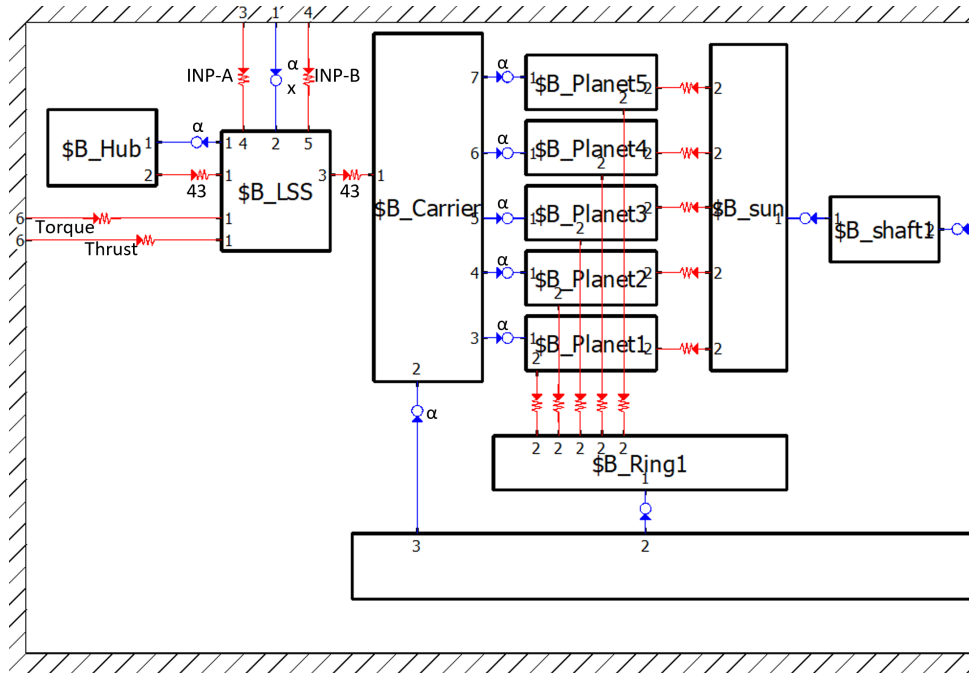 3 1 4
INP-A α INP-B
x
4 2 5
$B_Hub 1 α 1
2 43 1
$B_LSS 3 43 1
6 Torque 1
6 Thrust 1
$B_Carrier
7 α 1 $B_Planet5 2 2
2
6 α 1 $B_Planet4 2 2
2
5 α 1 $B_Planet3 2 2
2
4 α 1 $B_Planet2 2 2
2
3 α 1 $B_Planet1 2 2
2
$B_sun 1 1 $B_shaft1 2
2
α
2 2 2 2 2
$B_Ring1
1
3 2